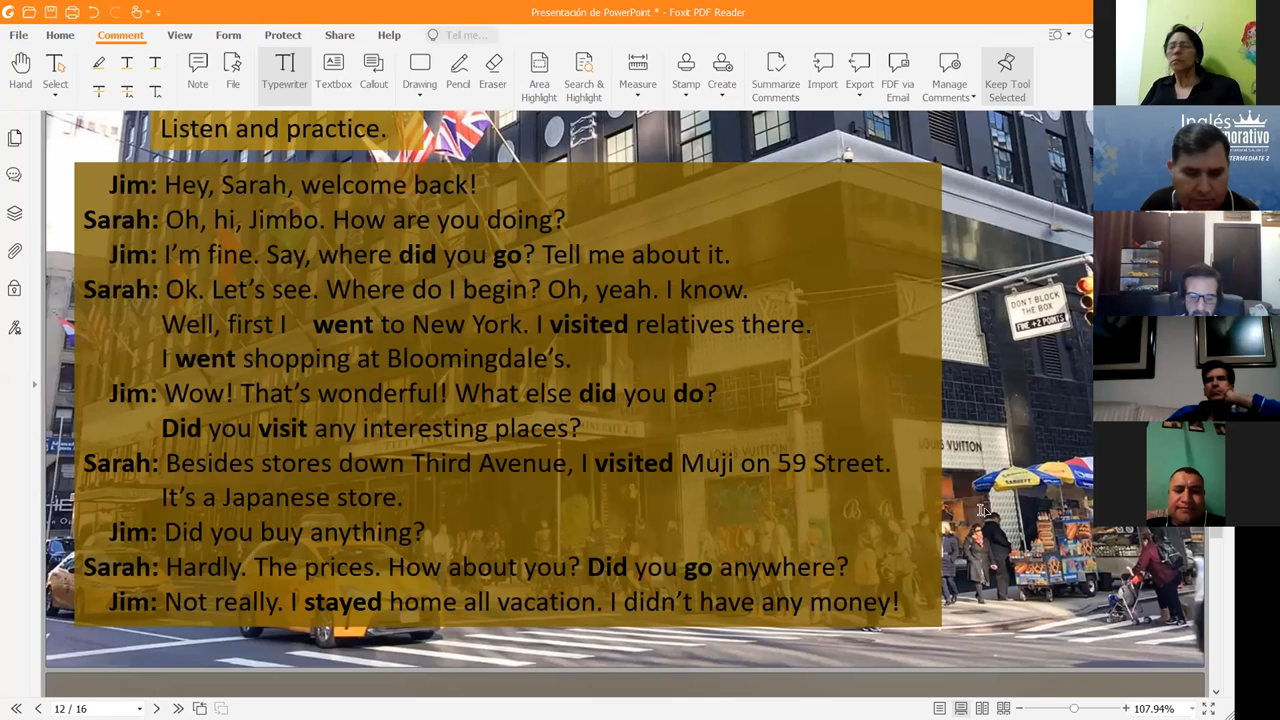 Presentación de PowerPoint * - Foxit PDF Reader
File Home Comment View Form Protect Share Help Tell me...
Hand Select Note File Typewriter Textbox Callout Drawing Pencil Eraser Area Highlight Search & Highlight Measure Stamp Create Summarize Comments Import Export FDF via Email Manage Comments Keep Tool Selected
Listen and practice.
Jim: Hey, Sarah, welcome back!
Sarah: Oh, hi, Jimbo. How are you doing?
Jim: I'm fine. Say, where did you go? Tell me about it.
Sarah: Ok. Let's see. Where do I begin? Oh, yeah. I know.
Well, first I went to New York. I visited relatives there.
I went shopping at Bloomingdale's.
Jim: Wow! That's wonderful! What else did you do?
Did you visit any interesting places?
Sarah: Besides stores down Third Avenue, I visited Muji on 59 Street.
It's a Japanese store.
Jim: Did you buy anything?
Sarah: Hardly. The prices. How about you? Did you go anywhere?
Jim: Not really. I stayed home all vacation. I didn't have any money!
DON'T BLOCK
THE BOX
FINE +2 POINTS
LOUIS VUITTON
Inglés
orporativo
TERMEDIATE 2
12 / 16
107.94%